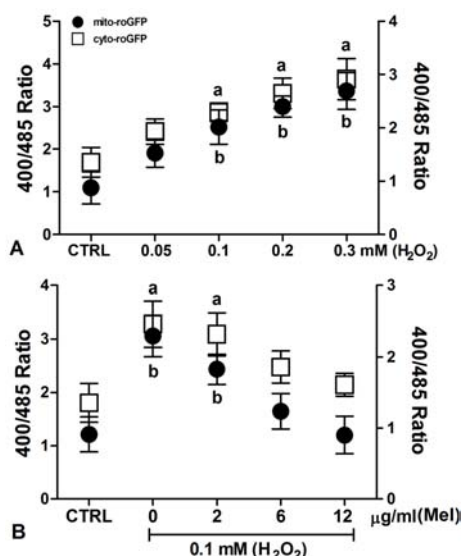 mito-roGFP
cyto-roGFP
400/485 Ratio
400/485 Ratio
5
4
3
2
1
0
4
3
2
1
0
a
a
a
b
b
b
A
CTRL 0.05 0.1 0.2 0.3 mM (H₂O₂)
400/485 Ratio
400/485 Ratio
4
3
2
1
0
3
2
1
0
a
a
b
b
B
CTRL 0 2 6 12 μg/ml(Mel)
0.1 mM (H₂O₂)